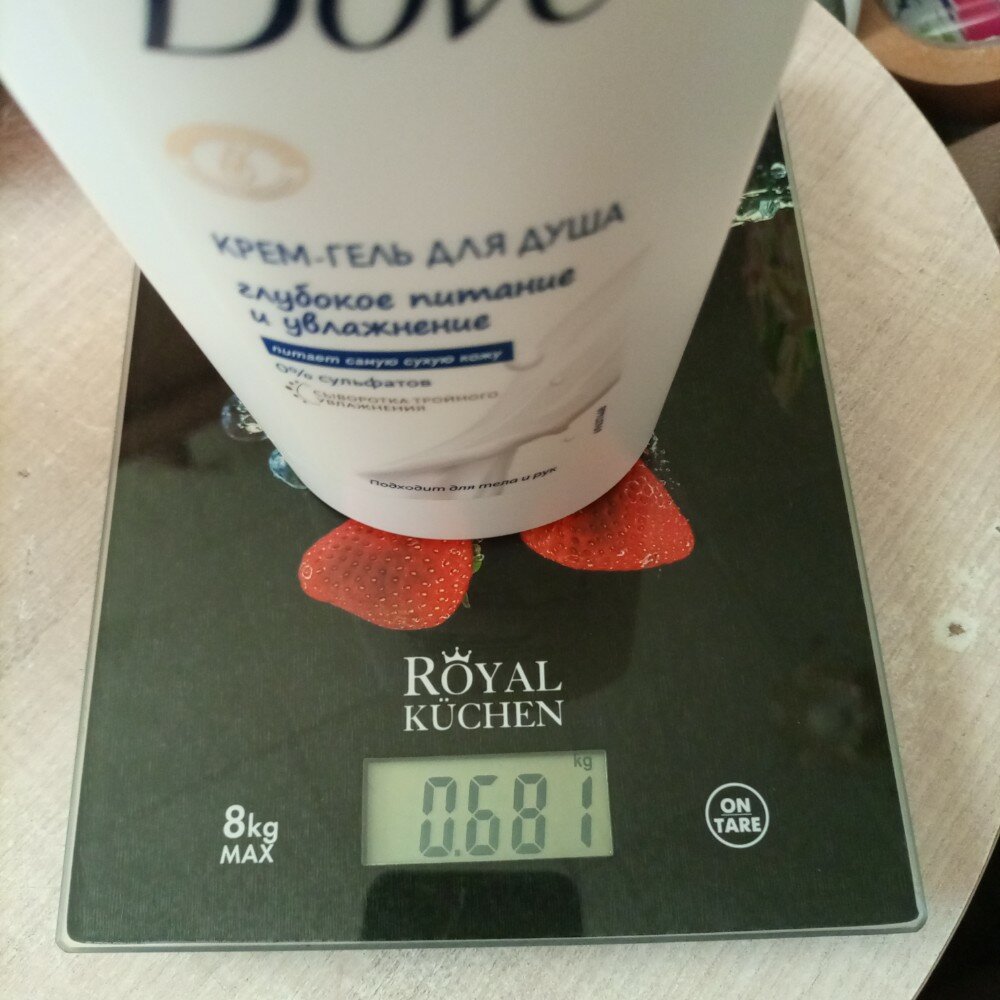 Dove
КРЕМ-ГЕЛЬ ДЛЯ ДУША
глубокое питание
и увлажнение
питает самую сухую кожу
0% сульфатов
СЫВОРОТКА ТРОЙНОГО
УВЛАЖНЕНИЯ
Подходит для тела и рук
ROYAL
KÜCHEN
kg
0.681
8kg
MAX
ON
TARE